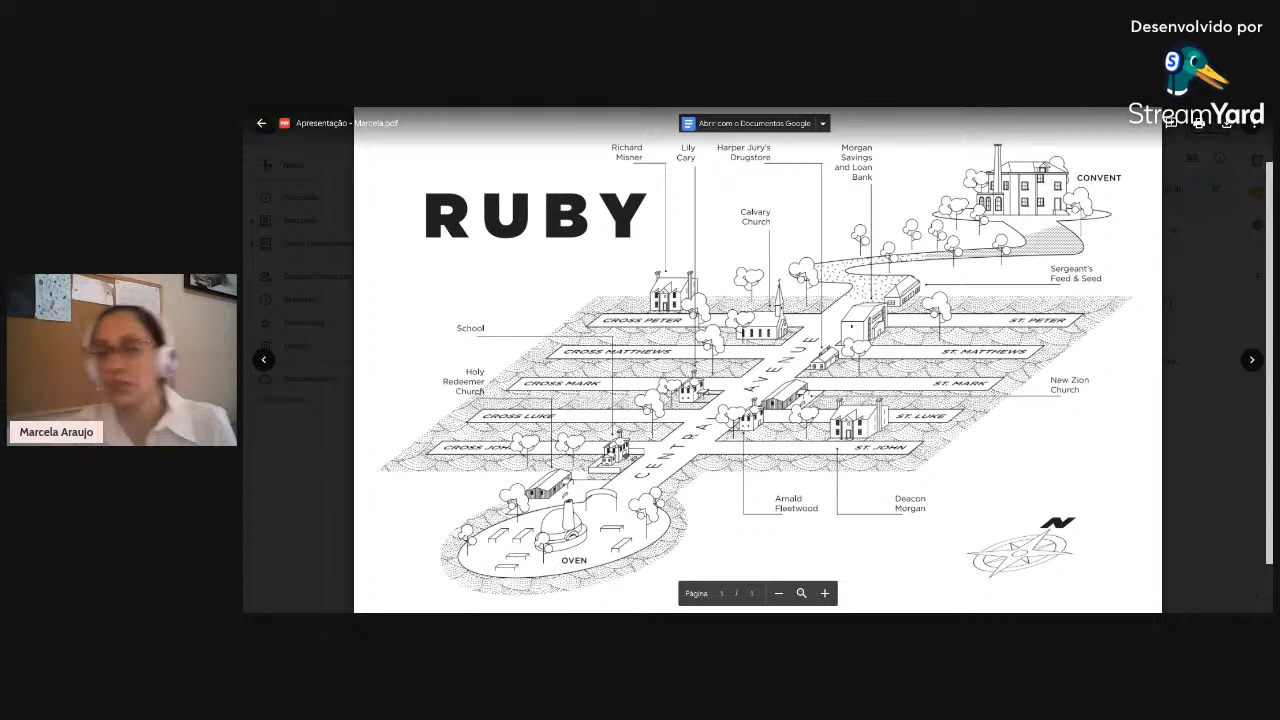 Desenvolvido por
StreamYard
Apresentação - Marcela.pdf
Abrir com o Documentos Google
Richard
Misner
Lily
Cary
Harper Jury's
Drugstore
Morgan
Savings
and Loan
Bank
CONVENT
RUBY
Calvary
Church
Sergeant's
Feed & Seed
CROSS PETER
ST. PETER
School
CROSS MATTHEWS
ST. MATTHEWS
Holy
Redeemer
Church
CROSS MARK
ST. MARK
New Zion
Church
CROSS LUKE
ST. LUKE
CENTRAL AVENUE
Marcela Araujo
CROSS JOHN
ST. JOHN
Arnald
Fleetwood
Deacon
Morgan
N
OVEN
Página 1 / 1